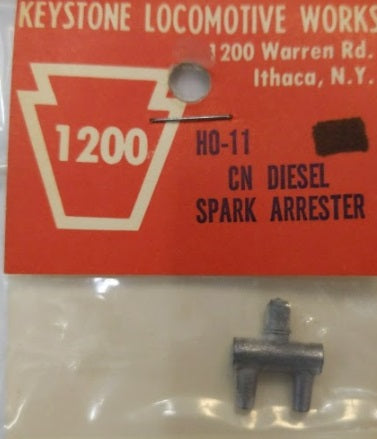 KEYSTONE LOCOMOTIVE WORKS
1200 Warren Rd.
Ithaca, N.Y.
1200
HO-11
CN DIESEL
SPARK ARRESTER